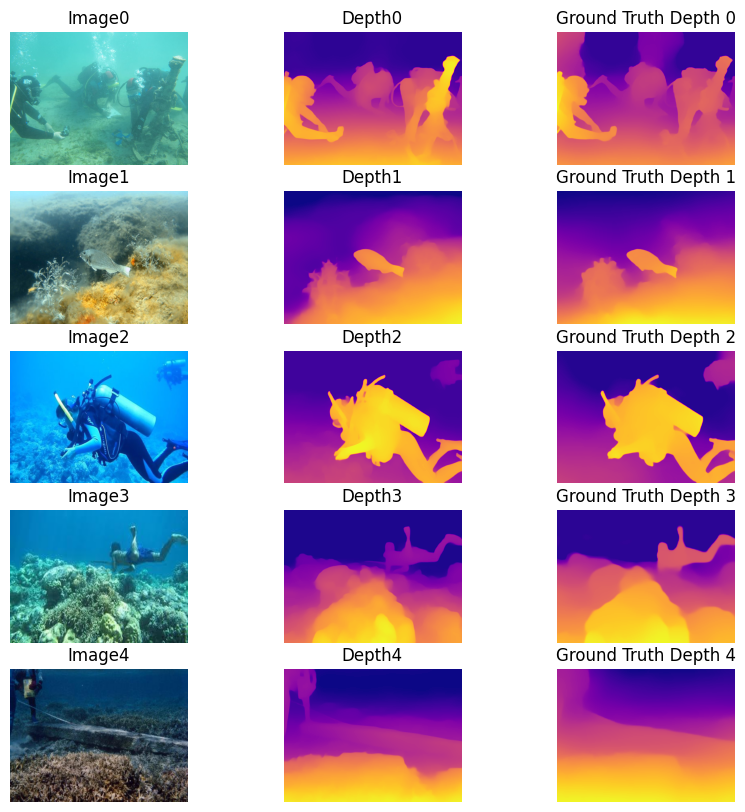 Image0 Depth0 Ground Truth Depth 0
Image1 Depth1 Ground Truth Depth 1
Image2 Depth2 Ground Truth Depth 2
Image3 Depth3 Ground Truth Depth 3
Image4 Depth4 Ground Truth Depth 4